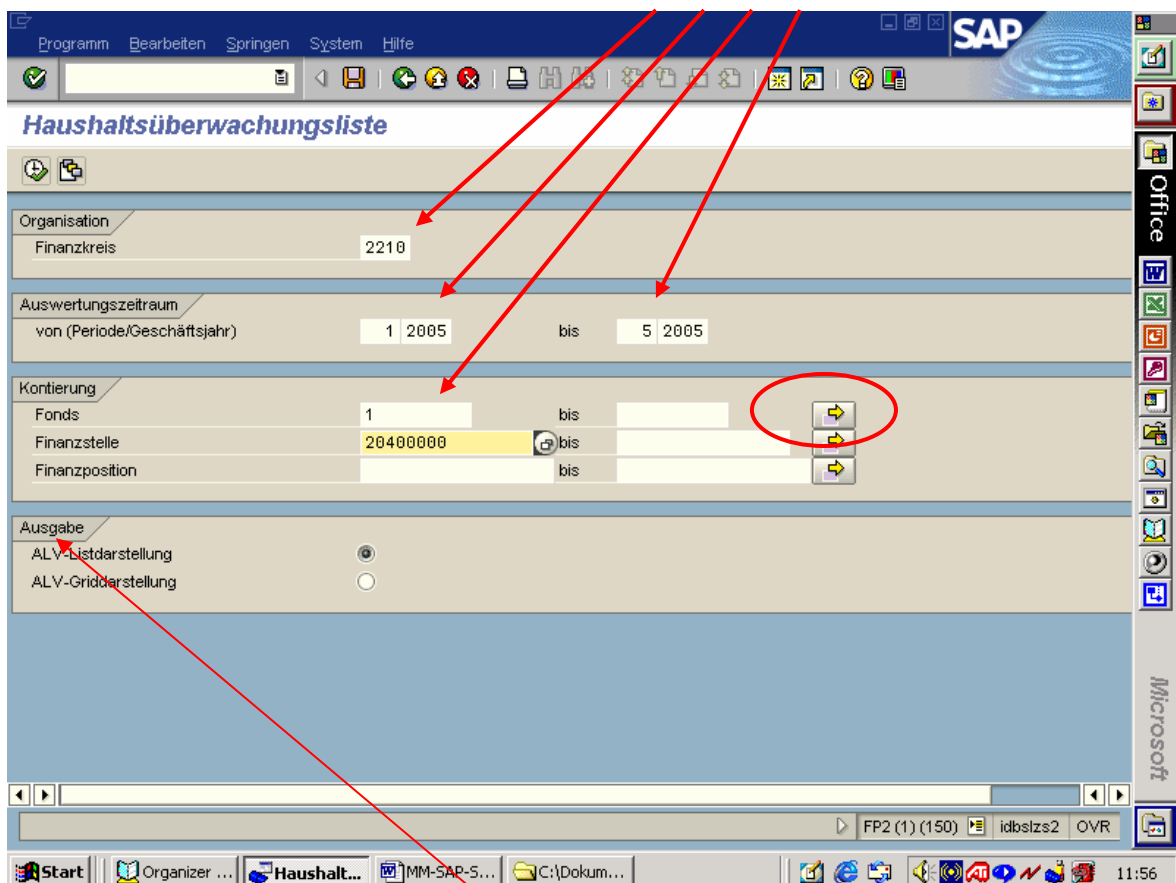 Programm Bearbeiten Springen System Hilfe
SAP
Haushaltsüberwachungsliste
Organisation
Finanzkreis 2210
Auswertungszeitraum
von (Periode/Geschäftsjahr) 1 2005 bis 5 2005
Kontierung
Fonds 1 bis
Finanzstelle 20400000 bis
Finanzposition bis
Ausgabe
ALV-Listdarstellung
ALV-Griddarstellung
FP2 (1) (150) idbslzs2 OVR
Start Organizer ... Haushalt... MM-SAP-S... C:\Dokum... 11:56
Office
Microsoft